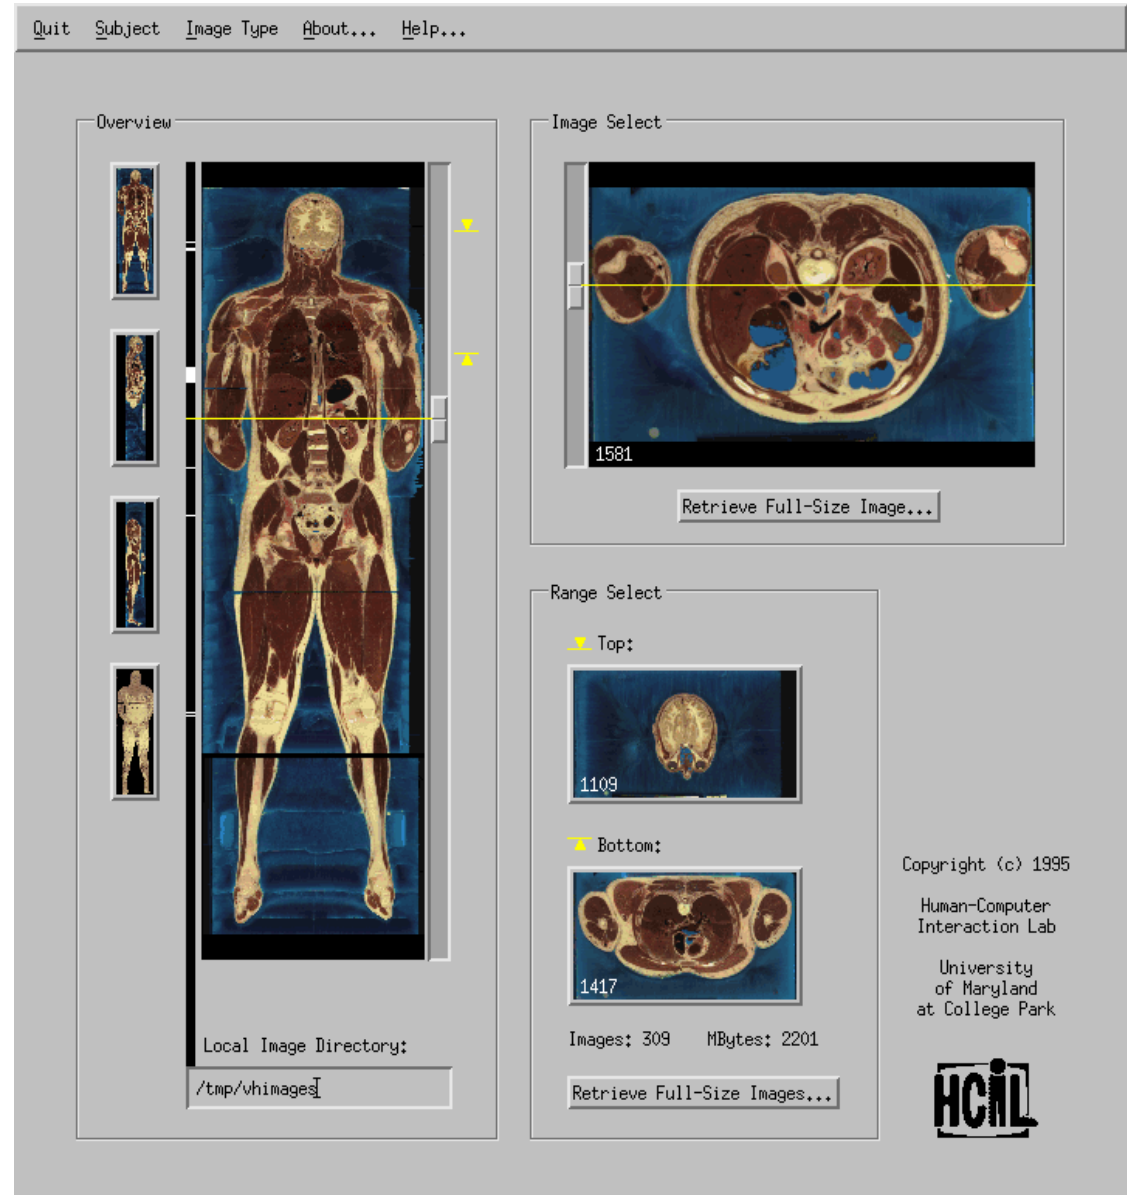 Quit Subject Image Type About... Help...
Overview
Image Select
1581
Retrieve Full-Size Image...
Range Select
Top:
1109
Bottom:
1417
Images: 309 MBytes: 2201
Retrieve Full-Size Images...
Local Image Directory:
/tmp/vhimages
Copyright (c) 1995
Human-Computer
Interaction Lab
University
of Maryland
at College Park
HCIL